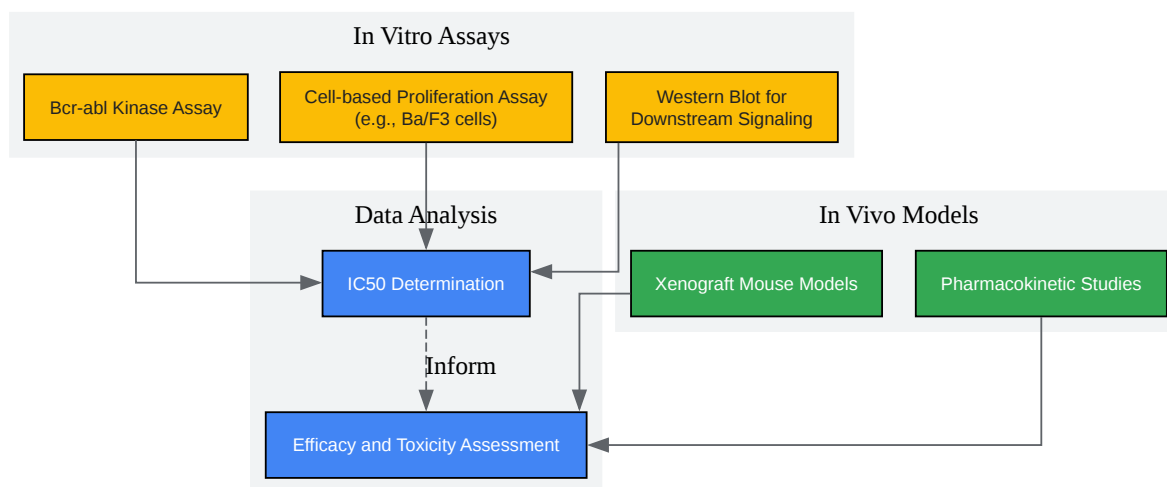 In Vitro Assays
Bcr-abl Kinase Assay
Cell-based Proliferation Assay
(e.g., Ba/F3 cells)
Western Blot for
Downstream Signaling
Data Analysis
In Vivo Models
IC50 Determination
Xenograft Mouse Models
Pharmacokinetic Studies
Inform
Efficacy and Toxicity Assessment